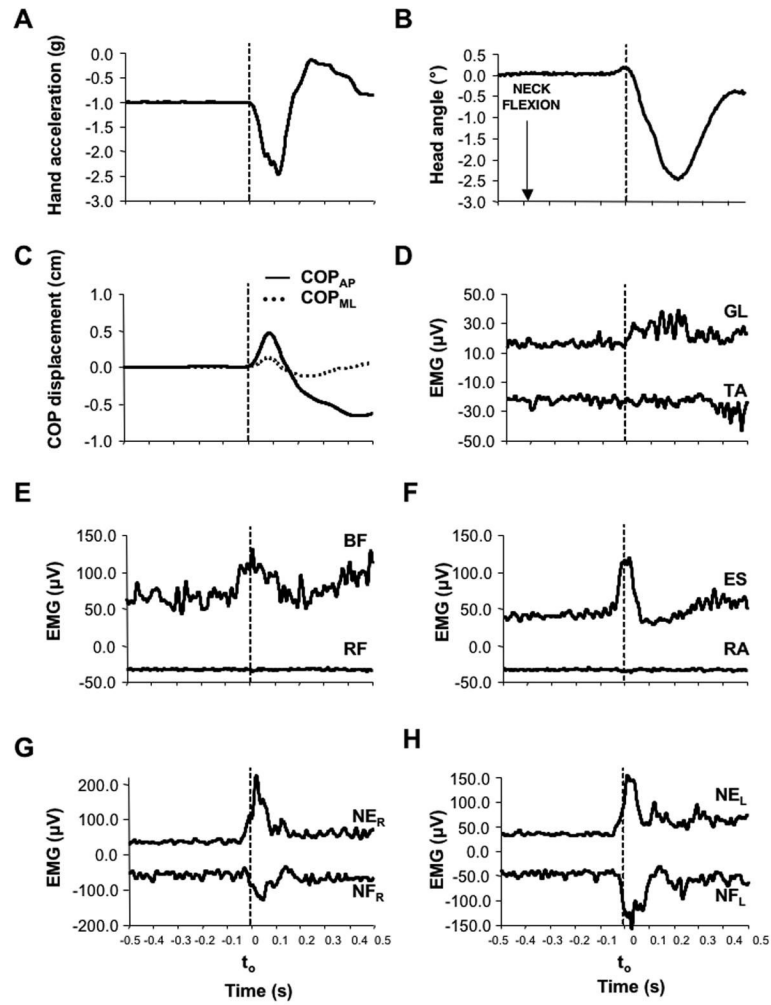 A
Hand acceleration (g)
0.0
-0.5
-1.0
-1.5
-2.0
-2.5
-3.0
B
Head angle (°)
0.5
0.0
-0.5
-1.0
-1.5
-2.0
-2.5
-3.0
NECK
FLEXION
C
COP displacement (cm)
1.0
0.5
0.0
-0.5
-1.0
COP_AP
COP_ML
D
EMG (µV)
50.0
30.0
10.0
-10.0
-30.0
-50.0
GL
TA
E
EMG (µV)
150.0
100.0
50.0
0.0
-50.0
BF
RF
F
EMG (µV)
150.0
100.0
50.0
0.0
-50.0
ES
RA
G
EMG (µV)
200.0
100.0
0.0
-100.0
-200.0
NE_R
NF_R
-0.5 -0.4 -0.3 -0.2 -0.1 0 0.1 0.2 0.3 0.4 0.5
t_o
Time (s)
H
EMG (µV)
150.0
100.0
50.0
0.0
-50.0
-100.0
-150.0
NE_L
NF_L
-0.5 -0.4 -0.3 -0.2 -0.1 0 0.1 0.2 0.3 0.4 0.5
t_o
Time (s)